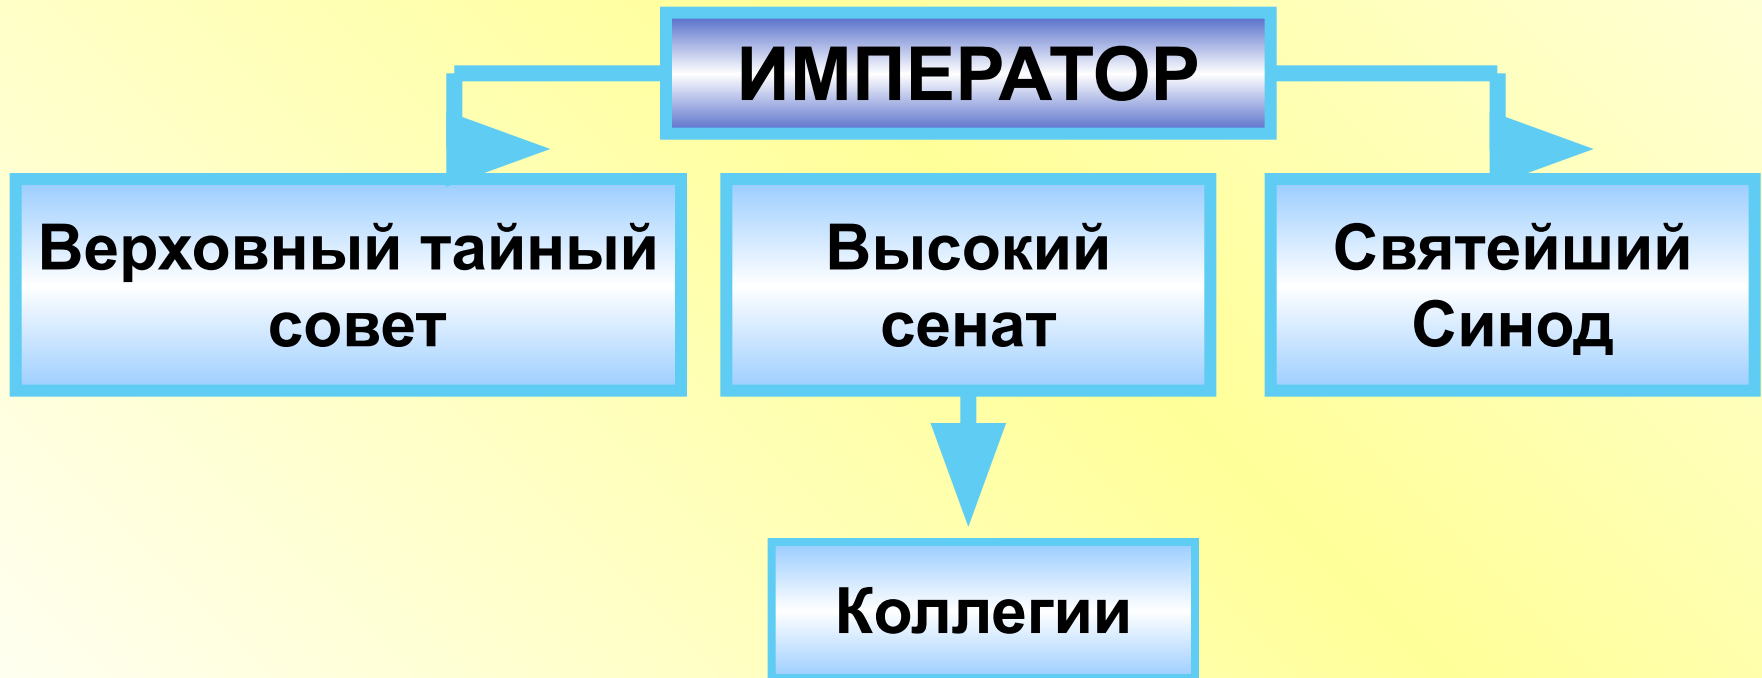 ИМПЕРАТОР
Верховный тайный
совет
Высокий
сенат
Святейший
Синод
Коллегии